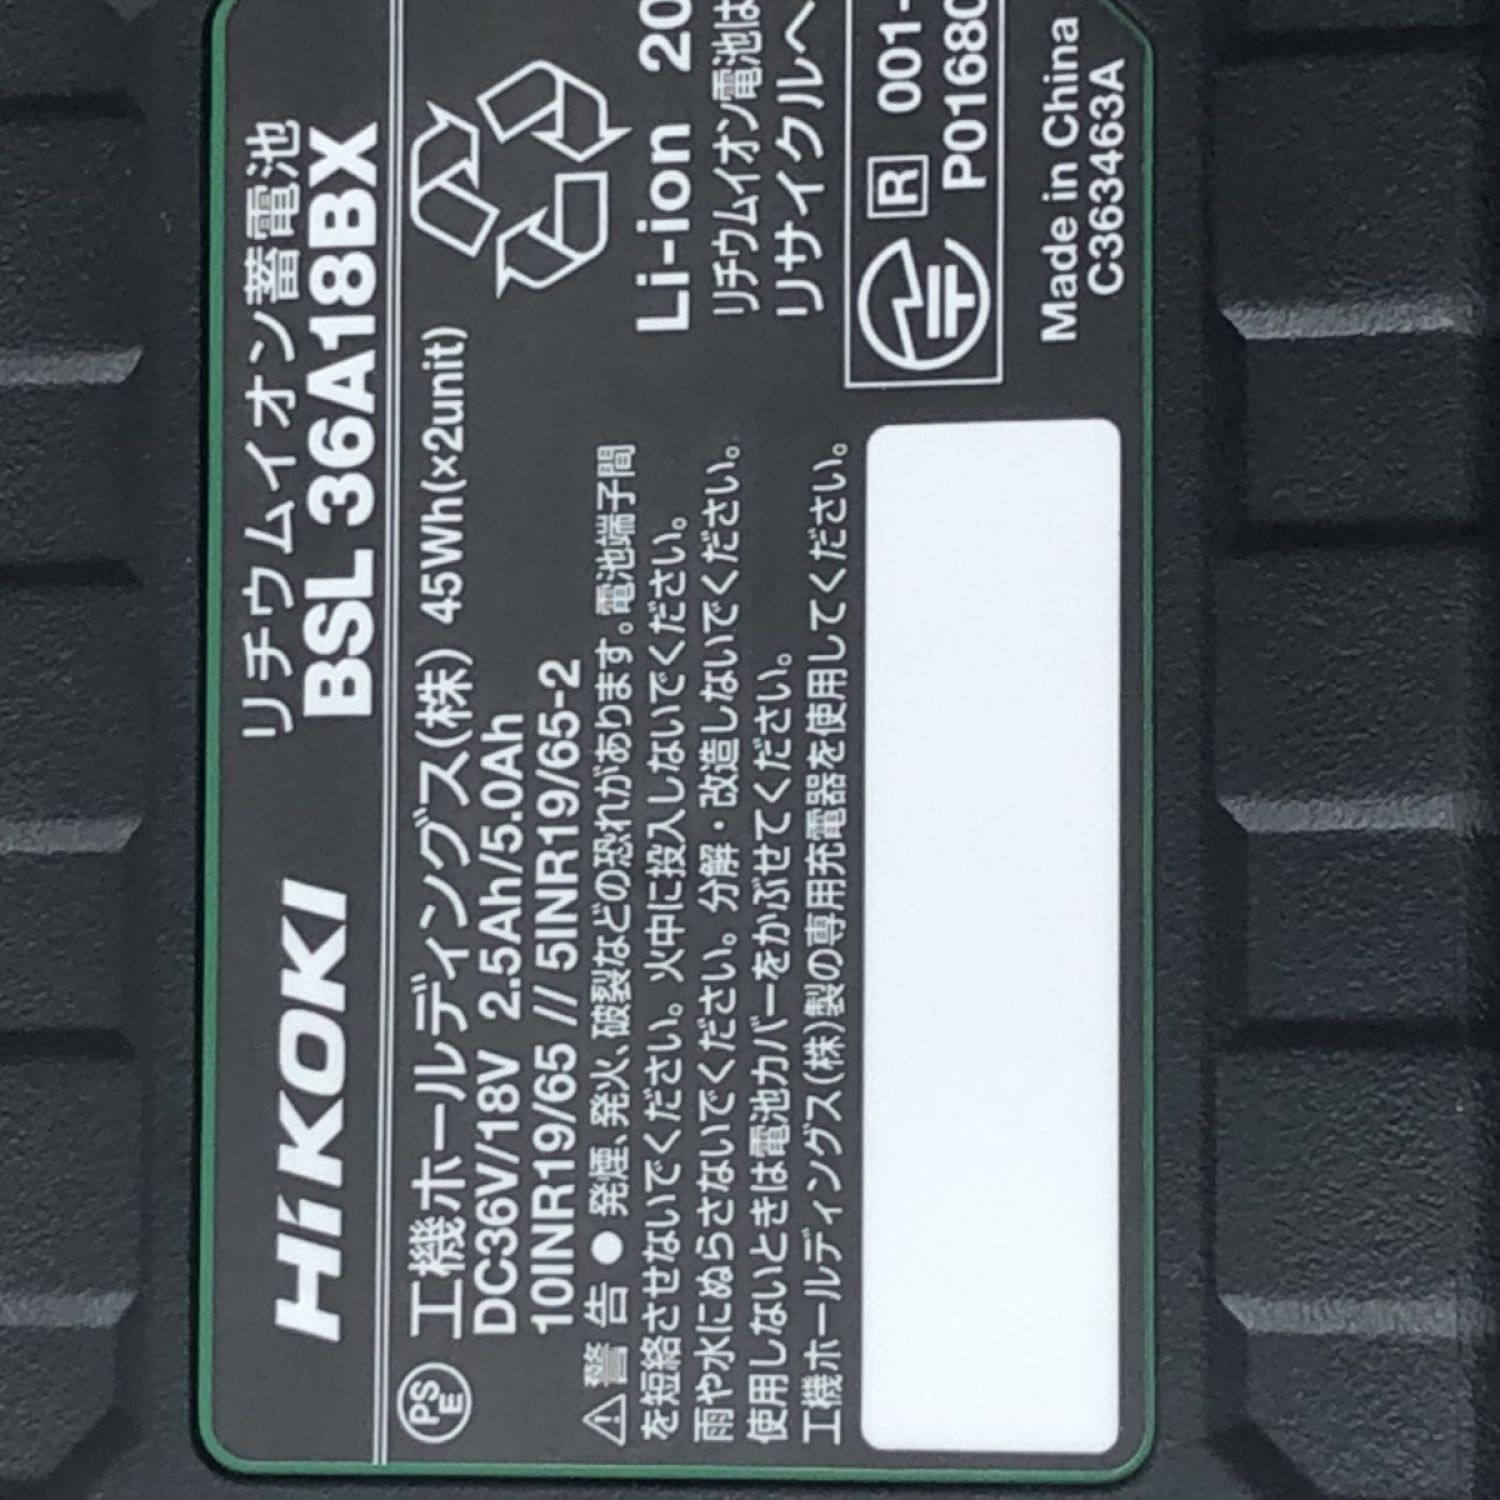 HiKOKI
リチウムイオン蓄電池
BSL 36A18BX
PSE 工機ホールディングス(株) 45Wh(×2unit)
DC36V/18V 2.5Ah/5.0Ah
10INR19/65 // 5INR19/65-2
⚠警告 ● 発煙、発火、破裂などの恐れがあります。電池端子間
を短絡させないでください。火中に投入しないでください。
雨や水にぬらさないでください。分解・改造しないでください。
使用しないときは電池カバーをかぶせてください。
工機ホールディングス(株)製の専用充電器を使用してください。
Li-ion 20
リチウムイオン電池は
リサイクルへ
R 001-
P01680
Made in China
C363463A